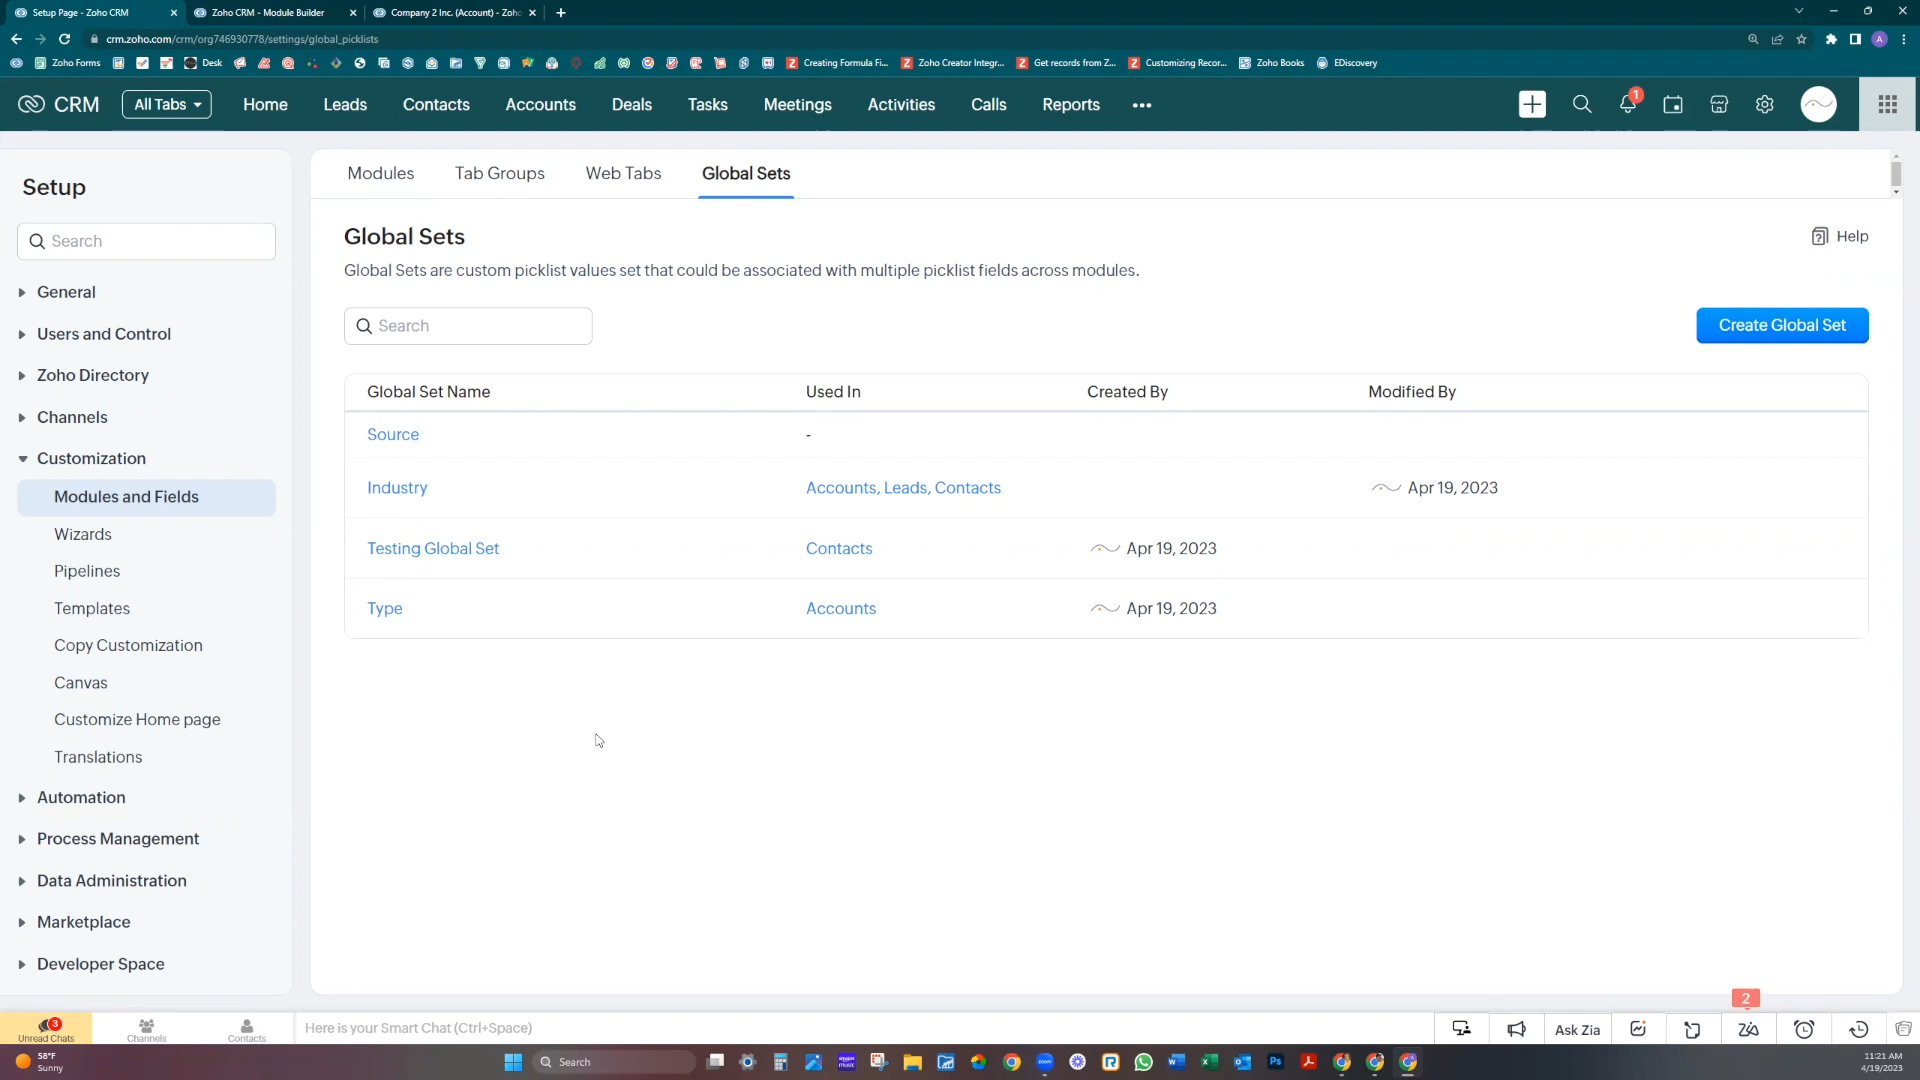 Setup Page - Zoho CRM
Zoho CRM - Module Builder
Company 2 Inc. (Account) - Zoh
crm.zoho.com/crm/org746930778/settings/global_picklists
A
Zoho Forms
Desk
Creating Formula Fi...
Zoho Creator Integr...
Get records from Z...
Customizing Recor...
Zoho Books
EDiscovery
CRM
All Tabs
Home
Leads
Contacts
Accounts
Deals
Tasks
Meetings
Activities
Calls
Reports
1
Setup
Search
General
Users and Control
Zoho Directory
Channels
Customization
Modules and Fields
Wizards
Pipelines
Templates
Copy Customization
Canvas
Customize Home page
Translations
Automation
Process Management
Data Administration
Marketplace
Developer Space
Modules
Tab Groups
Web Tabs
Global Sets
Global Sets
Help
Global Sets are custom picklist values set that could be associated with multiple picklist fields across modules.
Search
Create Global Set
Global Set Name Used In Created By Modified By
Source -
Industry Accounts, Leads, Contacts Apr 19, 2023
Testing Global Set Contacts Apr 19, 2023
Type Accounts Apr 19, 2023
2
3
Unread Chats
Channels
Contacts
Here is your Smart Chat (Ctrl+Space)
Ask Zia
58°F
Sunny
Search
11:21 AM
4/19/2023